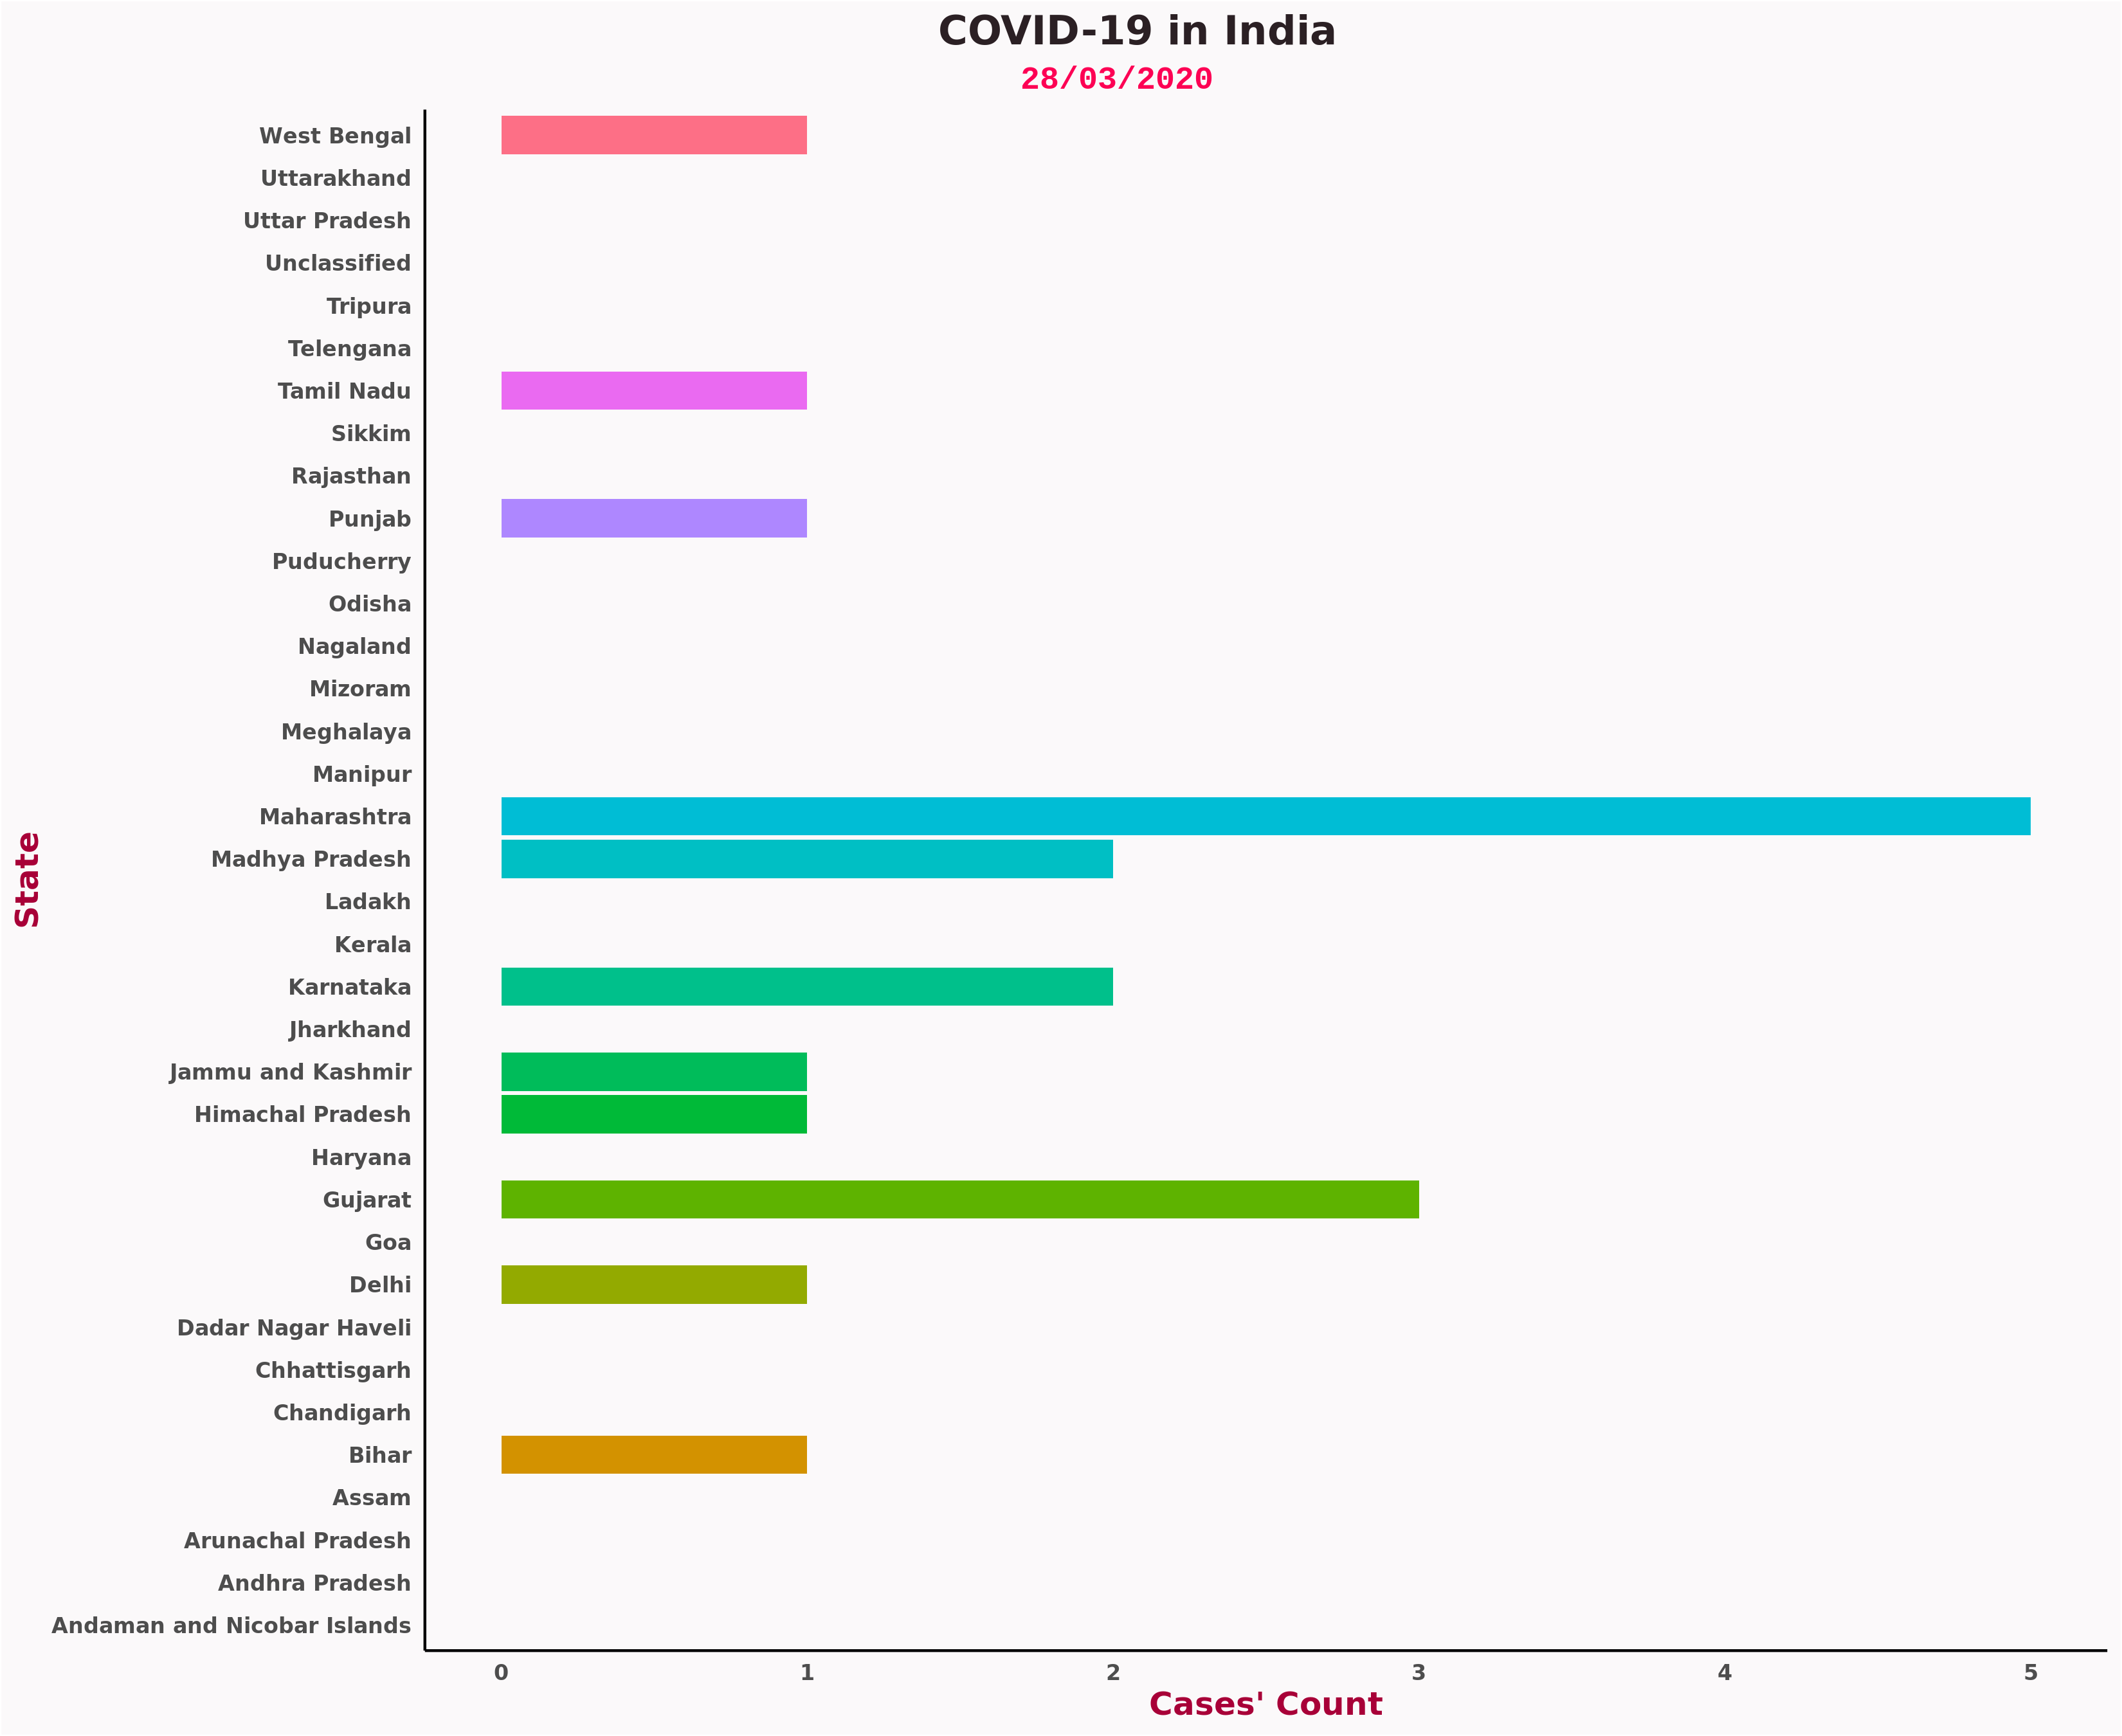 COVID-19 in India
28/03/2020
State
West Bengal
Uttarakhand
Uttar Pradesh
Unclassified
Tripura
Telengana
Tamil Nadu
Sikkim
Rajasthan
Punjab
Puducherry
Odisha
Nagaland
Mizoram
Meghalaya
Manipur
Maharashtra
Madhya Pradesh
Ladakh
Kerala
Karnataka
Jharkhand
Jammu and Kashmir
Himachal Pradesh
Haryana
Gujarat
Goa
Delhi
Dadar Nagar Haveli
Chhattisgarh
Chandigarh
Bihar
Assam
Arunachal Pradesh
Andhra Pradesh
Andaman and Nicobar Islands
0 1 2 3 4 5
Cases' Count